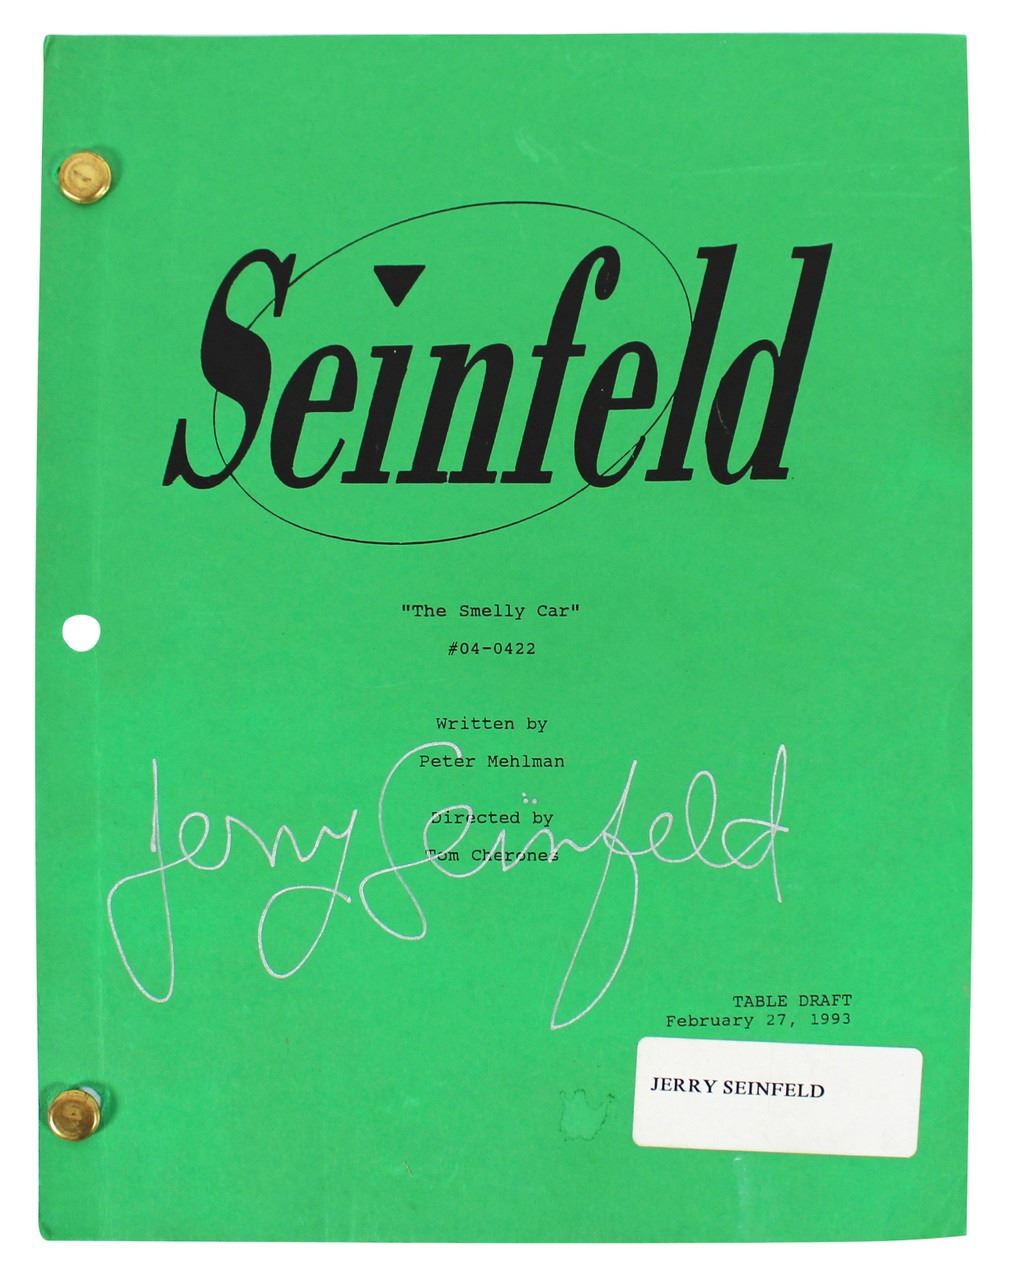 Seinfeld
"The Smelly Car"
#04-0422
Written by
Peter Mehlman
Directed by
Tom Cherones
Jerry Seinfeld
TABLE DRAFT
February 27, 1993
JERRY SEINFELD